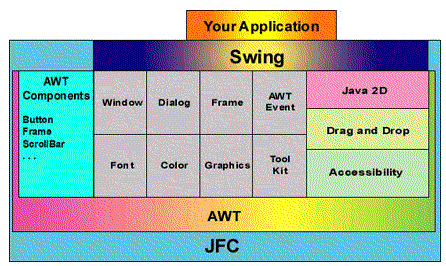 Your Application
Swing
AWT
Components
Button
Frame
ScrollBar
. . .
Window
Dialog
Frame
AWT
Event
Font
Color
Graphics
Tool
Kit
Java 2D
Drag and Drop
Accessibility
AWT
JFC